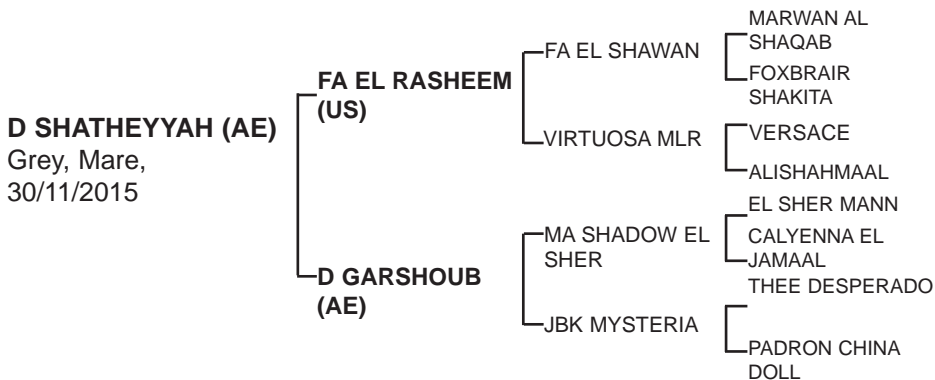 D SHATHEYYAH (AE)
Grey, Mare,
30/11/2015
FA EL RASHEEM
(US)
D GARSHOUB
(AE)
FA EL SHAWAN
VIRTUOSA MLR
MA SHADOW EL
SHER
JBK MYSTERIA
MARWAN AL
SHAQAB
FOXBRAIR
SHAKITA
VERSACE
ALISHAHMAAL
EL SHER MANN
CALYENNA EL
JAMAAL
THEE DESPERADO
PADRON CHINA
DOLL